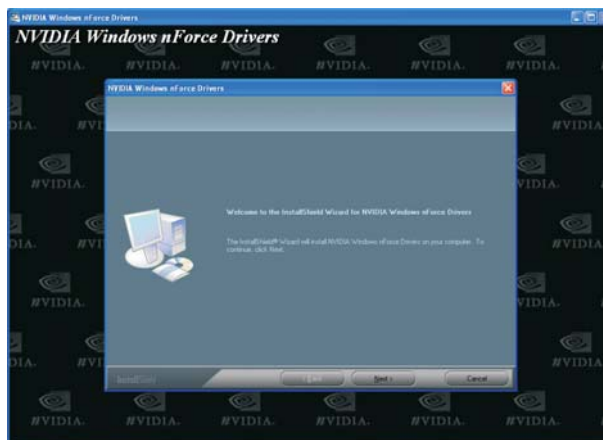 NVIDIA Windows nForce Drivers
NVIDIA Windows nForce Drivers
NVIDIA.
NVIDIA Windows nForce Drivers
Welcome to the InstallShield Wizard for NVIDIA Windows nForce Drivers
The InstallShield® Wizard will install NVIDIA Windows nForce Drivers on your computer. To
continue, click Next.
InstallShield
< Back
Next >
Cancel